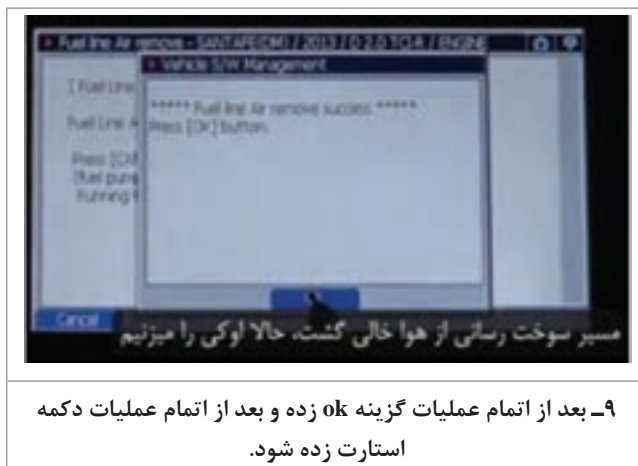 Fuel line Air remove - SANTAFE(DM) / 2013 / D 2.0 TCI-R / ENGINE
Vehicle S/W Management
[ Fuel Line
***** Fuel line Air remove success *****
Fuel Line A
Press [OK] button.
Press
(fuel pump
Running
Cancel
مسیر سوخت رسانی از هوا خالی گشت، حالا اوکی را میزنیم
۹ــ بعد از اتمام عملیات گزینه ok زده و بعد از اتمام عملیات دکمه
استارت زده شود.